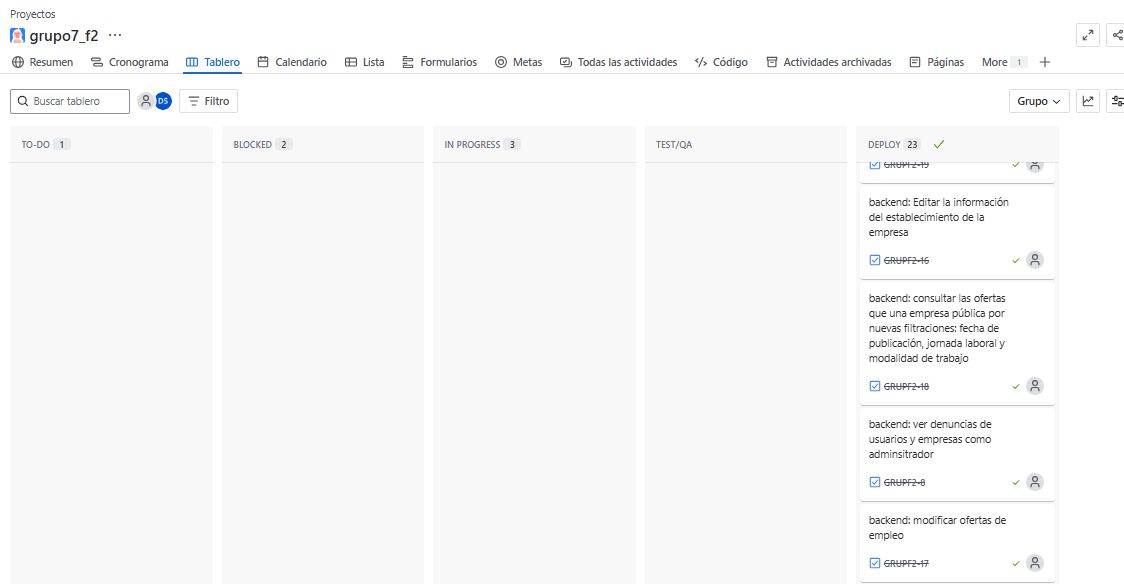 Proyectos
grupo7_f2 ...
Resumen Cronograma Tablero Calendario Lista Formularios Metas Todas las actividades Código Actividades archivadas Páginas More 1
Buscar tablero DS Filtro Grupo
TO-DO 1 BLOCKED 2 IN PROGRESS 3 TEST/QA DEPLOY 23
GRUPF2-19
backend: Editar la información
del establecimiento de la
empresa
GRUPF2-16
backend: consultar las ofertas
que una empresa pública por
nuevas filtraciones: fecha de
publicación, jornada laboral y
modalidad de trabajo
GRUPF2-18
backend: ver denuncias de
usuarios y empresas como
adminsitrador
GRUPF2-8
backend: modificar ofertas de
empleo
GRUPF2-17